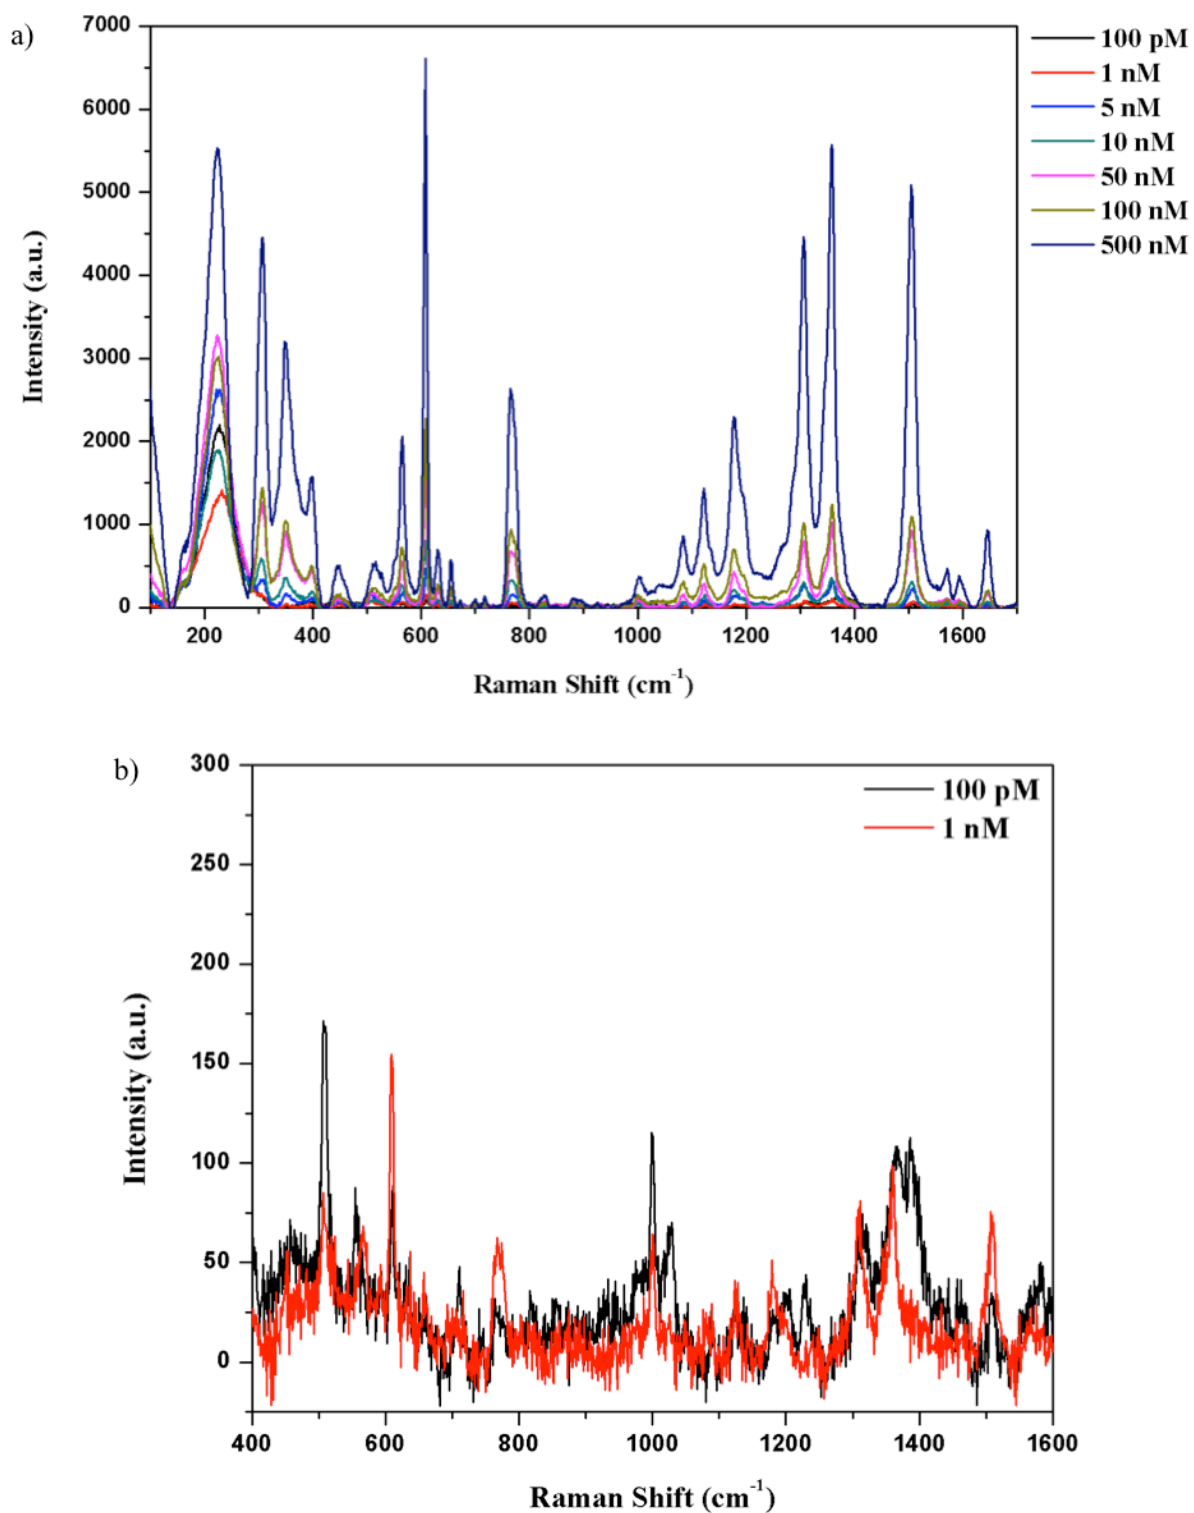 a)
7000
6000
5000
4000
3000
2000
1000
0
Intensity (a.u.)
200 400 600 800 1000 1200 1400 1600
Raman Shift (cm-1)
100 pM
1 nM
5 nM
10 nM
50 nM
100 nM
500 nM
b)
300
250
200
150
100
50
0
Intensity (a.u.)
400 600 800 1000 1200 1400 1600
Raman Shift (cm-1)
100 pM
1 nM